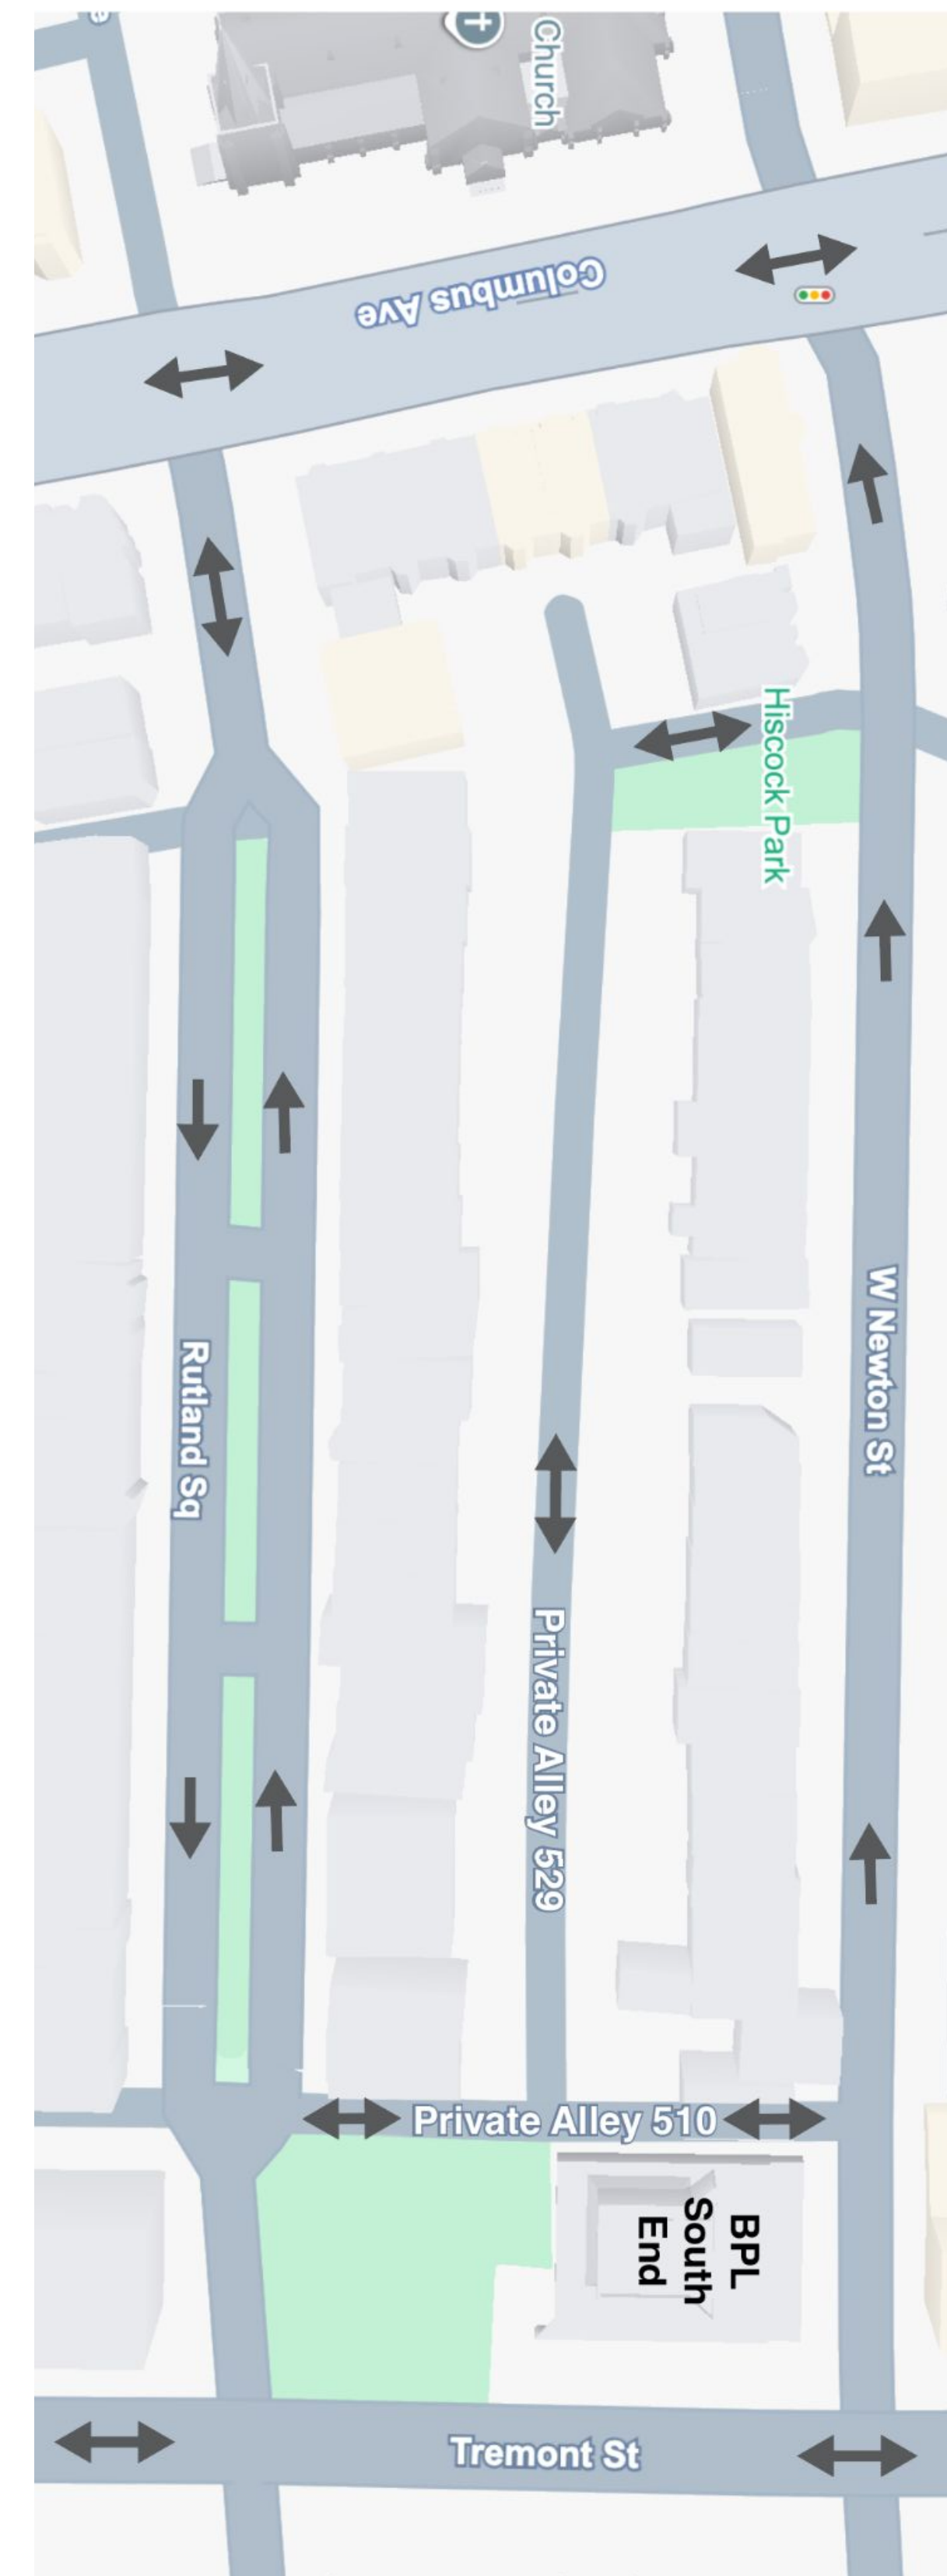 e
Church
Columbus Ave
Hiscock Park
W Newton St
Rutland Sq
Private Alley 529
Private Alley 510
BPL
South
End
Tremont St